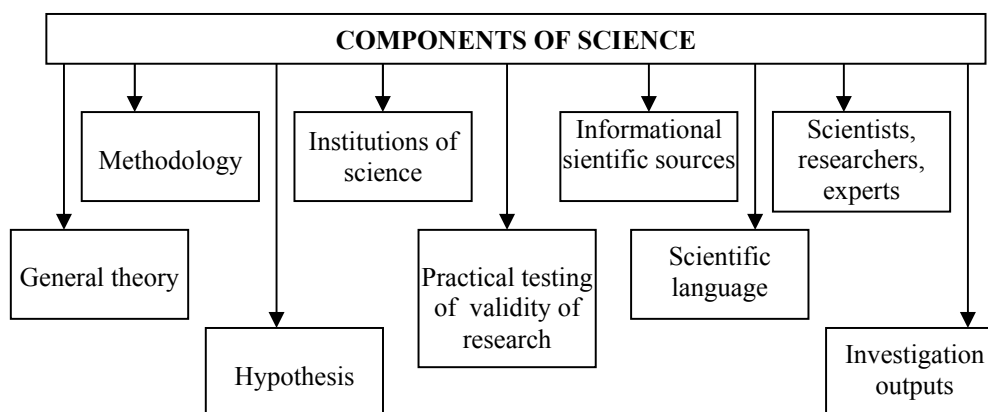 COMPONENTS OF SCIENCE
Methodology
Institutions of
science
Informational
sientific sources
Scientists,
researchers,
experts
General theory
Practical testing
of validity of
research
Scientific
language
Hypothesis
Investigation
outputs